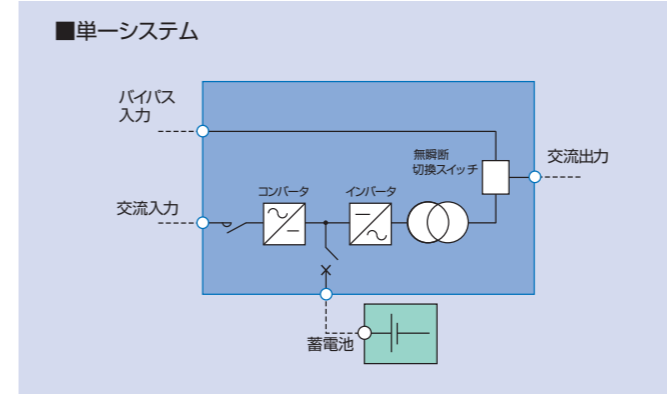 ■単一システム
バイパス
入力
無瞬断
切換スイッチ
交流出力
コンバータ
インバータ
交流入力
蓄電池